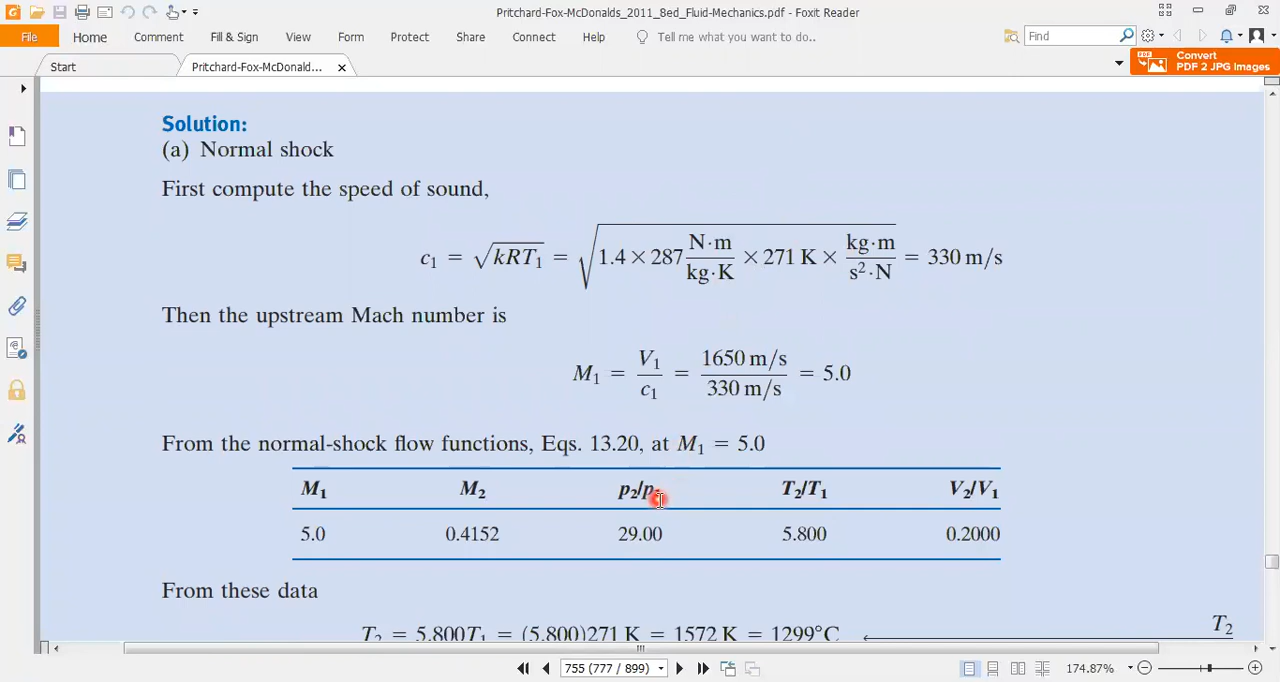 Pritchard-Fox-McDonalds_2011_8ed_Fluid-Mechanics.pdf - Foxit Reader
File Home Comment Fill & Sign View Form Protect Share Connect Help Tell me what you want to do.. Find
Start Pritchard-Fox-McDonald... Convert
PDF 2 JPG Images
Solution:
(a) Normal shock
First compute the speed of sound,
c₁ = √kRT₁ = √1.4 × 287 N·m/kg·K × 271 K × kg·m/s²·N = 330 m/s
Then the upstream Mach number is
M₁ = V₁/c₁ = 1650 m/s / 330 m/s = 5.0
From the normal-shock flow functions, Eqs. 13.20, at M₁ = 5.0
M₁ M₂ p₂/p T₂/T₁ V₂/V₁
5.0 0.4152 29.00 5.800 0.2000
From these data
T₂ = 5.800T₁ = (5.800)271 K = 1572 K = 1299°C T₂
755 (777 / 899) 174.87%